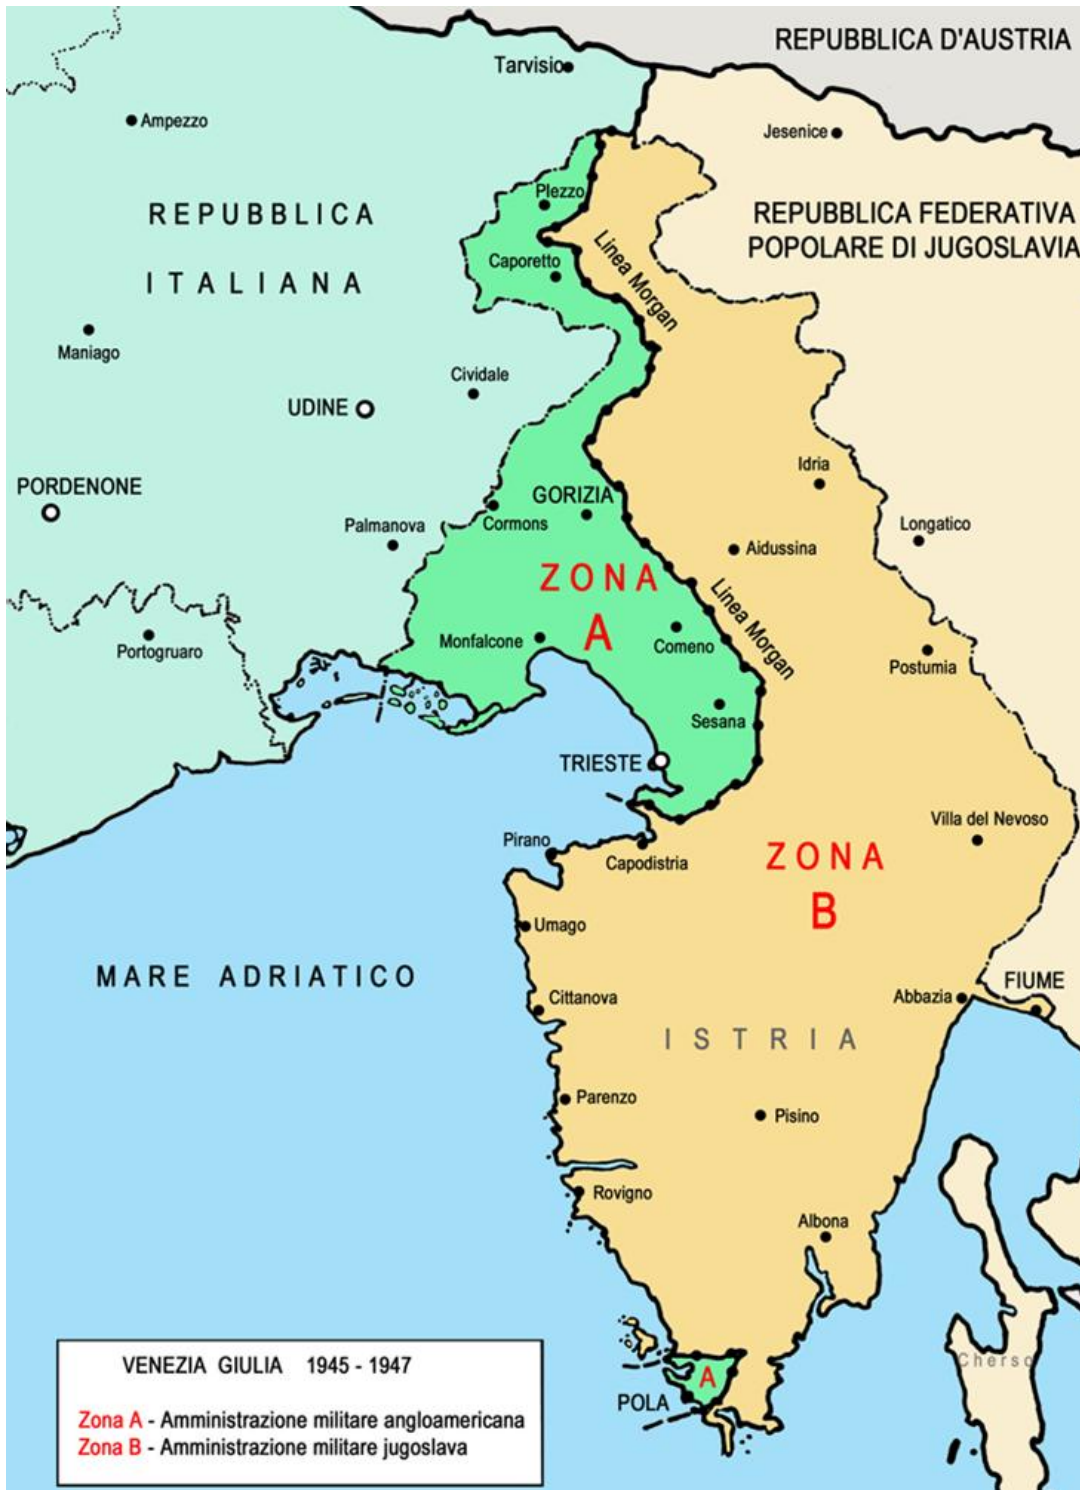 REPUBBLICA D'AUSTRIA
Tarvisio
Ampezzo
Jesenice
Plezzo
REPUBBLICA
ITALIANA
REPUBBLICA FEDERATIVA
POPOLARE DI JUGOSLAVIA
Linea Morgan
Caporetto
Maniago
Cividale
UDINE
Idria
PORDENONE
GORIZIA
Cormons
Palmanova
Longatico
Aidussina
ZONA
A
Linea Morgan
Monfalcone
Comeno
Portogruaro
Postumia
Sesana
TRIESTE
Villa del Nevoso
Pirano
Capodistria
ZONA
B
Umago
MARE ADRIATICO
FIUME
Abbazia
Cittanova
ISTRIA
Parenzo
Pisino
Rovigno
Albona
Cherso
A
POLA
VENEZIA GIULIA 1945 - 1947
Zona A - Amministrazione militare angloamericana
Zona B - Amministrazione militare jugoslava